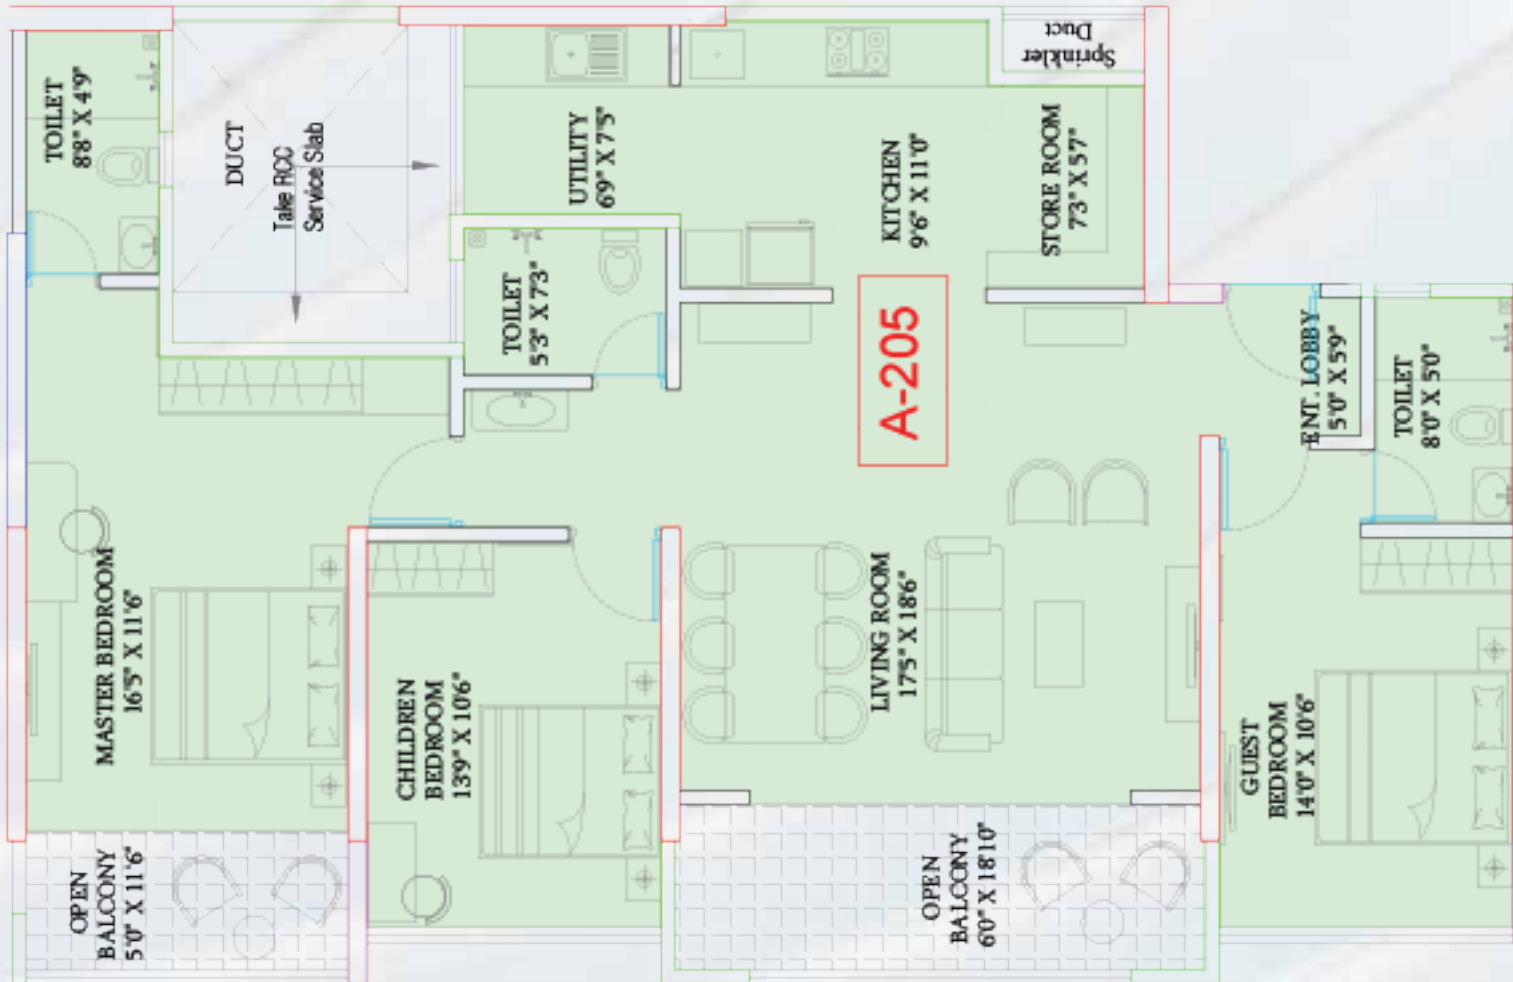 TOILET
8'8" X 4'9"
DUCT
Take RCC
Service Slab
UTILITY
6'9" X 7'5"
KITCHEN
9'6" X 11'0"
Sprinkler
Duct
STORE ROOM
7'3" X 5'7"
TOILET
5'3" X 7'3"
A-205
ENT. LOBBY
5'0" X 5'9"
TOILET
8'0" X 5'0"
MASTER BEDROOM
16'5" X 11'6"
CHILDREN
BEDROOM
13'9" X 10'6"
LIVING ROOM
17'5" X 18'6"
GUEST
BEDROOM
14'0" X 10'6"
OPEN
BALCONY
5'0" X 11'6"
OPEN
BALCONY
6'0" X 18'10"